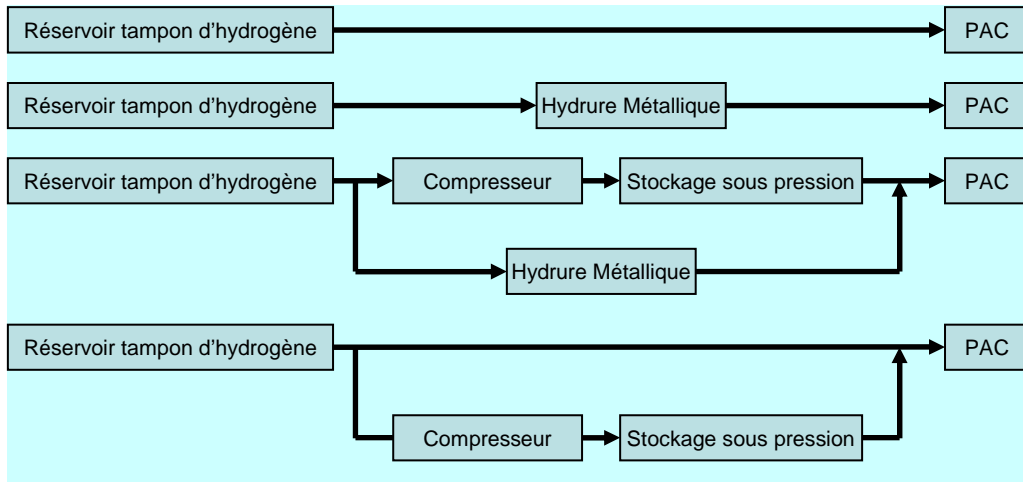 Réservoir tampon d'hydrogène
PAC
Réservoir tampon d'hydrogène
Hydrure Métallique
PAC
Réservoir tampon d'hydrogène
Compresseur
Stockage sous pression
PAC
Hydrure Métallique
Réservoir tampon d'hydrogène
PAC
Compresseur
Stockage sous pression